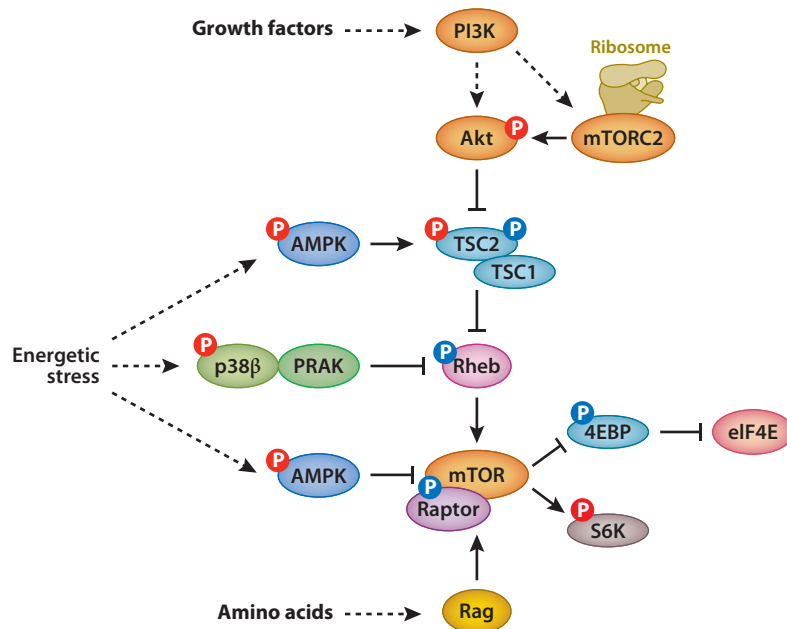 Growth factors
PI3K
Ribosome
Akt
P
mTORC2
P
AMPK
P
TSC2
P
TSC1
Energetic
stress
P
p38β
PRAK
P
Rheb
P
4EBP
eIF4E
P
AMPK
mTOR
P
Raptor
P
S6K
Amino acids
Rag